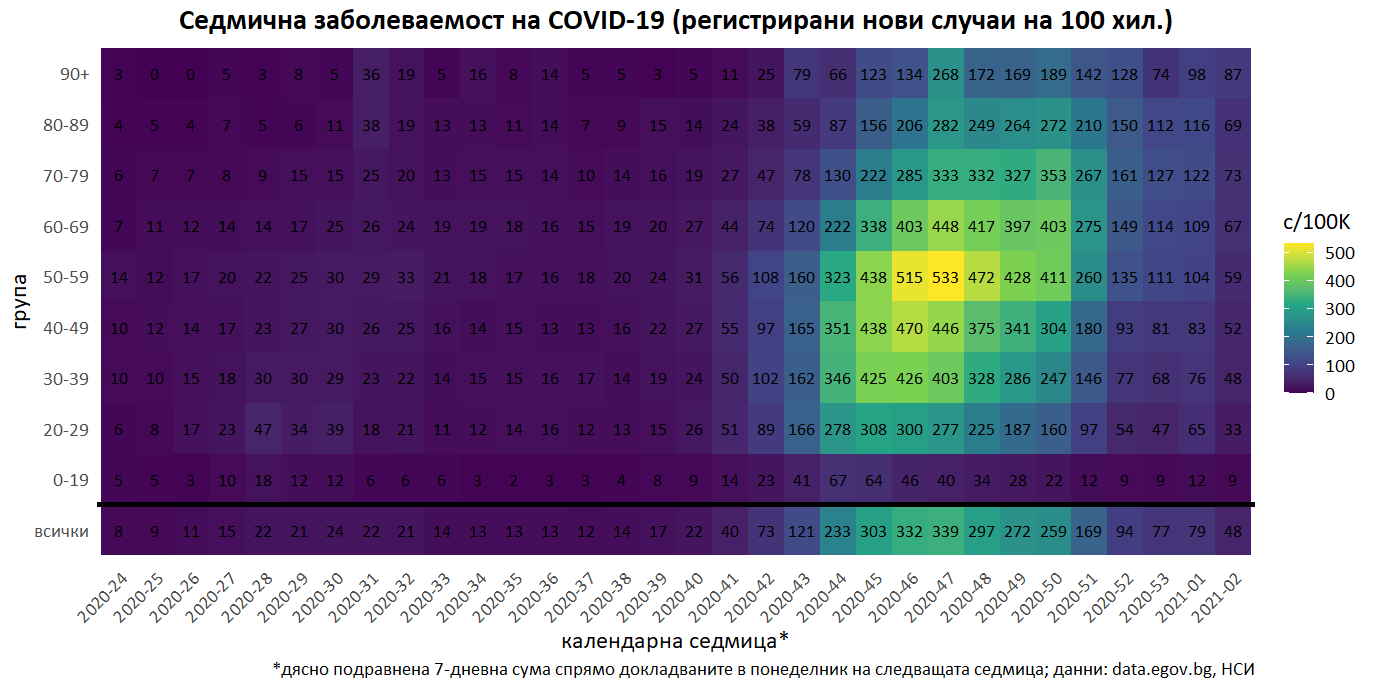 Седмична заболеваемост на COVID-19 (регистрирани нови случаи на 100 хил.)
90+ 3 0 0 5 3 8 5 36 19 5 16 8 14 5 5 3 5 11 25 79 66 123 134 268 172 169 189 142 128 74 98 87
80-89 4 5 4 7 5 6 11 38 19 13 13 11 14 7 9 15 14 24 38 59 87 156 206 282 249 264 272 210 150 112 116 69
70-79 6 7 7 8 9 15 15 25 20 13 15 15 14 10 14 16 19 27 47 78 130 222 285 333 332 327 353 267 161 127 122 73
60-69 7 11 12 14 14 17 25 26 24 19 19 18 16 15 19 20 27 44 74 120 222 338 403 448 417 397 403 275 149 114 109 67
50-59 14 12 17 20 22 25 30 29 33 21 18 17 16 18 20 24 31 56 108 160 323 438 515 533 472 428 411 260 135 111 104 59
40-49 10 12 14 17 23 27 30 26 25 16 14 15 13 13 16 22 27 55 97 165 351 438 470 446 375 341 304 180 93 81 83 52
30-39 10 10 15 18 30 30 29 23 22 14 15 15 16 17 14 19 24 50 102 162 346 425 426 403 328 286 247 146 77 68 76 48
20-29 6 8 17 23 47 34 39 18 21 11 12 14 16 12 13 15 26 51 89 166 278 308 300 277 225 187 160 97 54 47 65 33
0-19 5 5 3 10 18 12 12 6 6 6 3 2 3 3 4 8 9 14 23 41 67 64 46 40 34 28 22 12 9 9 12 9
всички 8 9 11 15 22 21 24 22 21 14 13 13 13 12 14 17 22 40 73 121 233 303 332 339 297 272 259 169 94 77 79 48
група
2020-24 2020-25 2020-26 2020-27 2020-28 2020-29 2020-30 2020-31 2020-32 2020-33 2020-34 2020-35 2020-36 2020-37 2020-38 2020-39 2020-40 2020-41 2020-42 2020-43 2020-44 2020-45 2020-46 2020-47 2020-48 2020-49 2020-50 2020-51 2020-52 2020-53 2021-01 2021-02
календарна седмица*
*дясно подравнена 7-дневна сума спрямо докладваните в понеделник на следващата седмица; данни: data.egov.bg, НСИ
c/100K
500
400
300
200
100
0